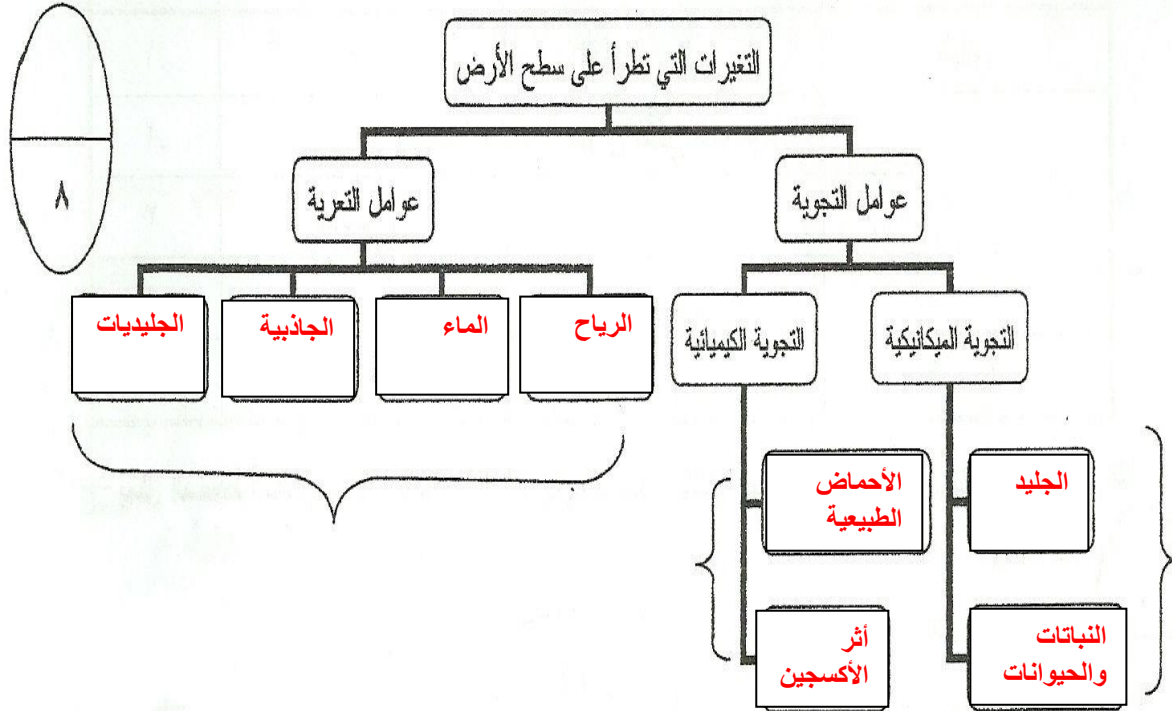 التغيرات التي تطرأ على سطح الأرض
٨
عوامل التجوية
عوامل التعرية
التجوية الميكانيكية
التجوية الكيميائية
الرياح
الماء
الجاذبية
الجليديات
الجليد
الأحماض
الطبيعية
النباتات
والحيوانات
أثر
الأكسجين